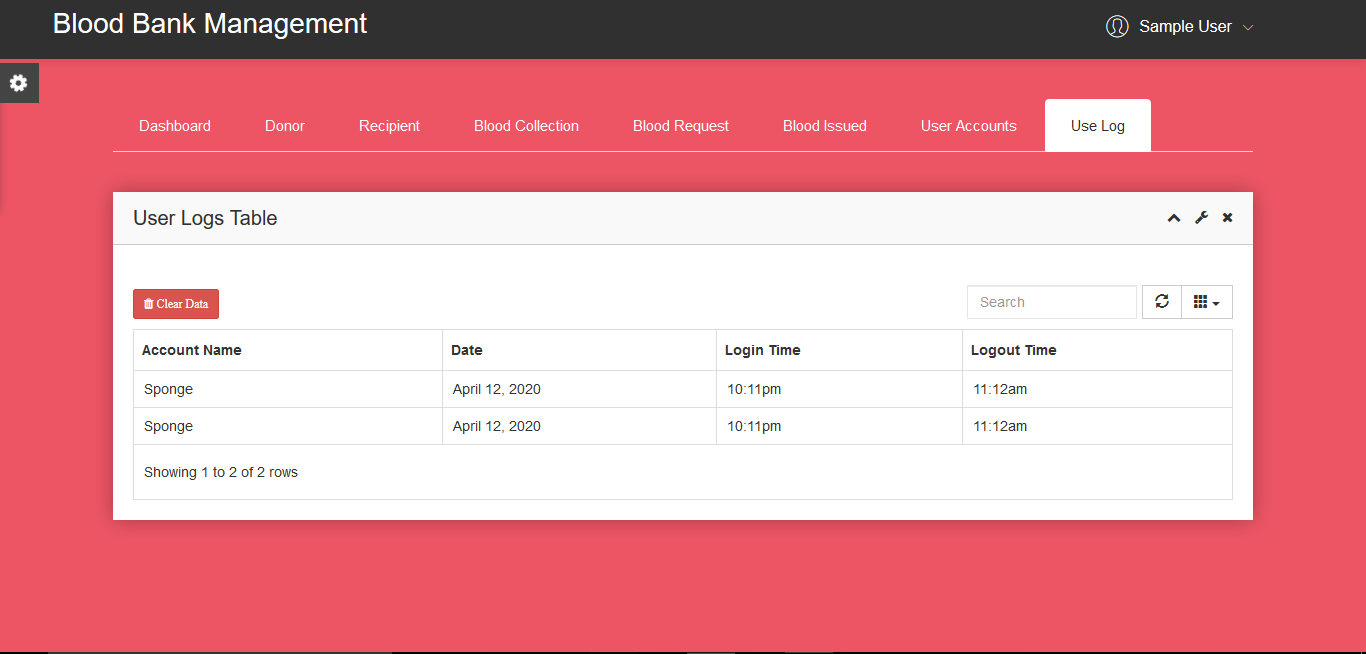 Blood Bank Management
Sample User
Dashboard Donor Recipient Blood Collection Blood Request Blood Issued User Accounts Use Log
User Logs Table
Clear Data
Search
Account Name Date Login Time Logout Time
Sponge April 12, 2020 10:11pm 11:12am
Sponge April 12, 2020 10:11pm 11:12am
Showing 1 to 2 of 2 rows